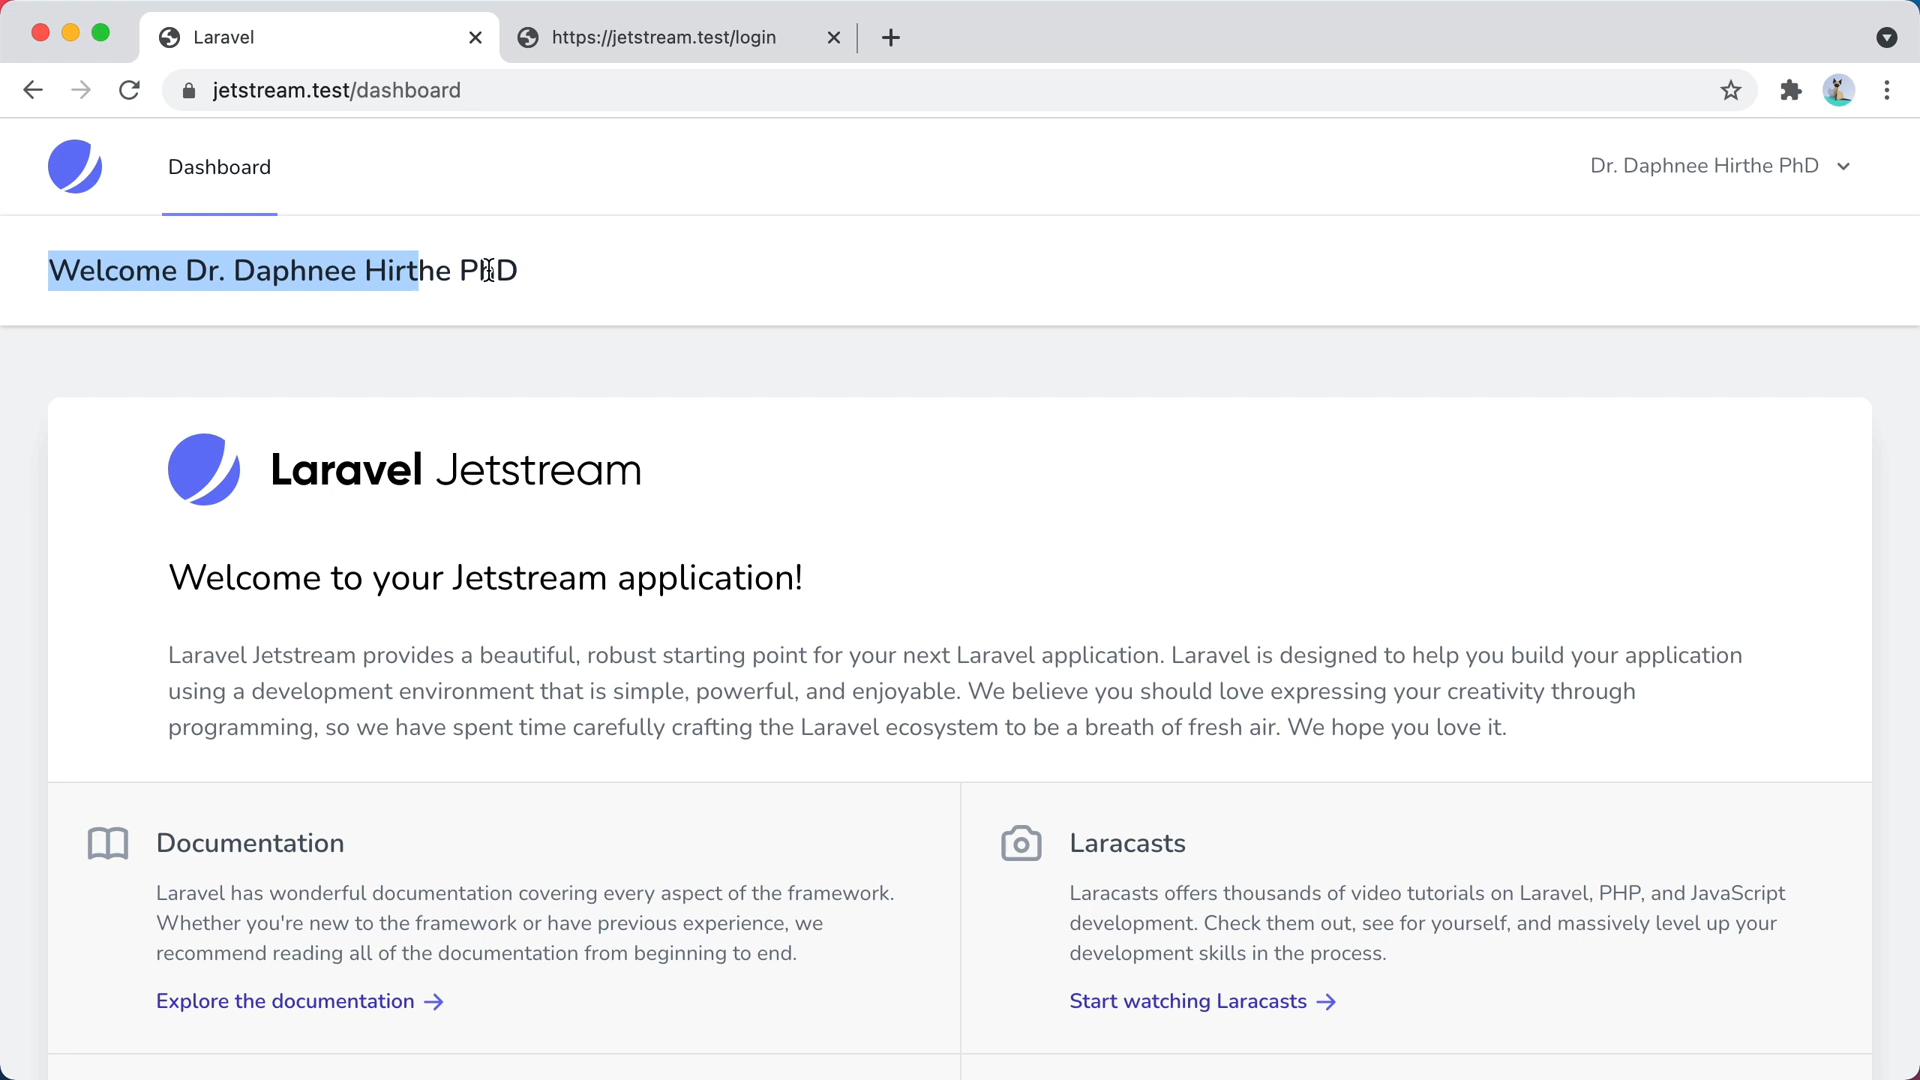 Laravel
https://jetstream.test/login
jetstream.test/dashboard
Dashboard
Dr. Daphnee Hirthe PhD
Welcome Dr. Daphnee Hirthe PhD
Laravel Jetstream
Welcome to your Jetstream application!
Laravel Jetstream provides a beautiful, robust starting point for your next Laravel application. Laravel is designed to help you build your application
using a development environment that is simple, powerful, and enjoyable. We believe you should love expressing your creativity through
programming, so we have spent time carefully crafting the Laravel ecosystem to be a breath of fresh air. We hope you love it.
Documentation
Laravel has wonderful documentation covering every aspect of the framework.
Whether you're new to the framework or have previous experience, we
recommend reading all of the documentation from beginning to end.
Explore the documentation
Laracasts
Laracasts offers thousands of video tutorials on Laravel, PHP, and JavaScript
development. Check them out, see for yourself, and massively level up your
development skills in the process.
Start watching Laracasts